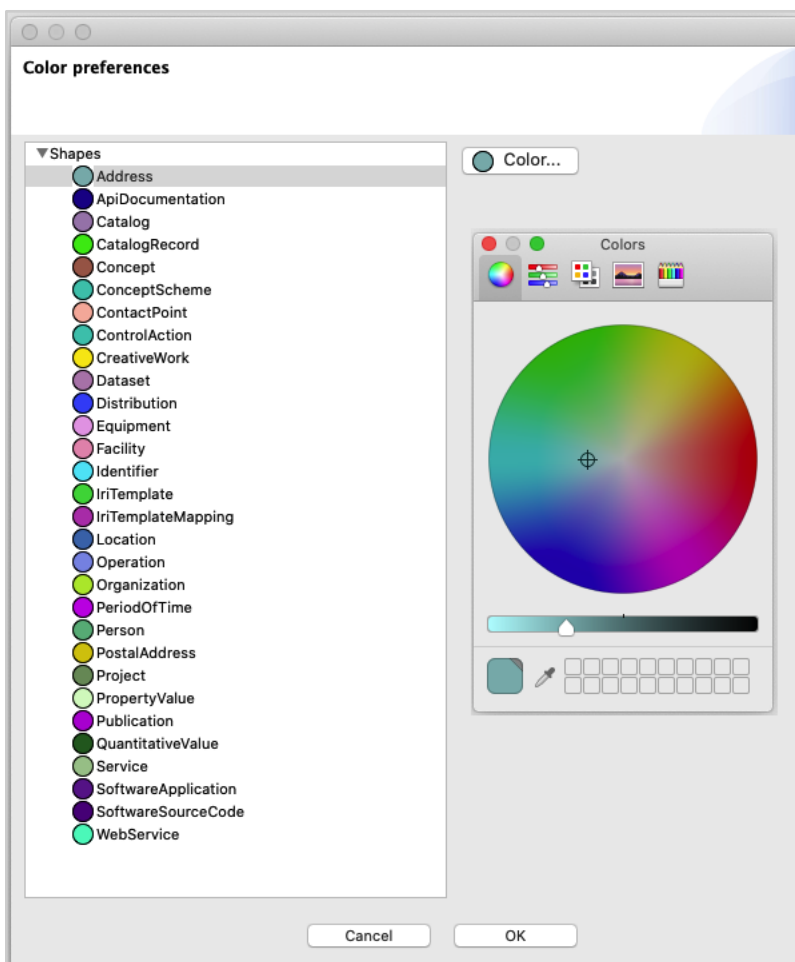 Color preferences
Shapes
Address
ApiDocumentation
Catalog
CatalogRecord
Concept
ConceptScheme
ContactPoint
ControlAction
CreativeWork
Dataset
Distribution
Equipment
Facility
Identifier
IriTemplate
IriTemplateMapping
Location
Operation
Organization
PeriodOfTime
Person
PostalAddress
Project
PropertyValue
Publication
QuantitativeValue
Service
SoftwareApplication
SoftwareSourceCode
WebService
Color...
Colors
Cancel
OK